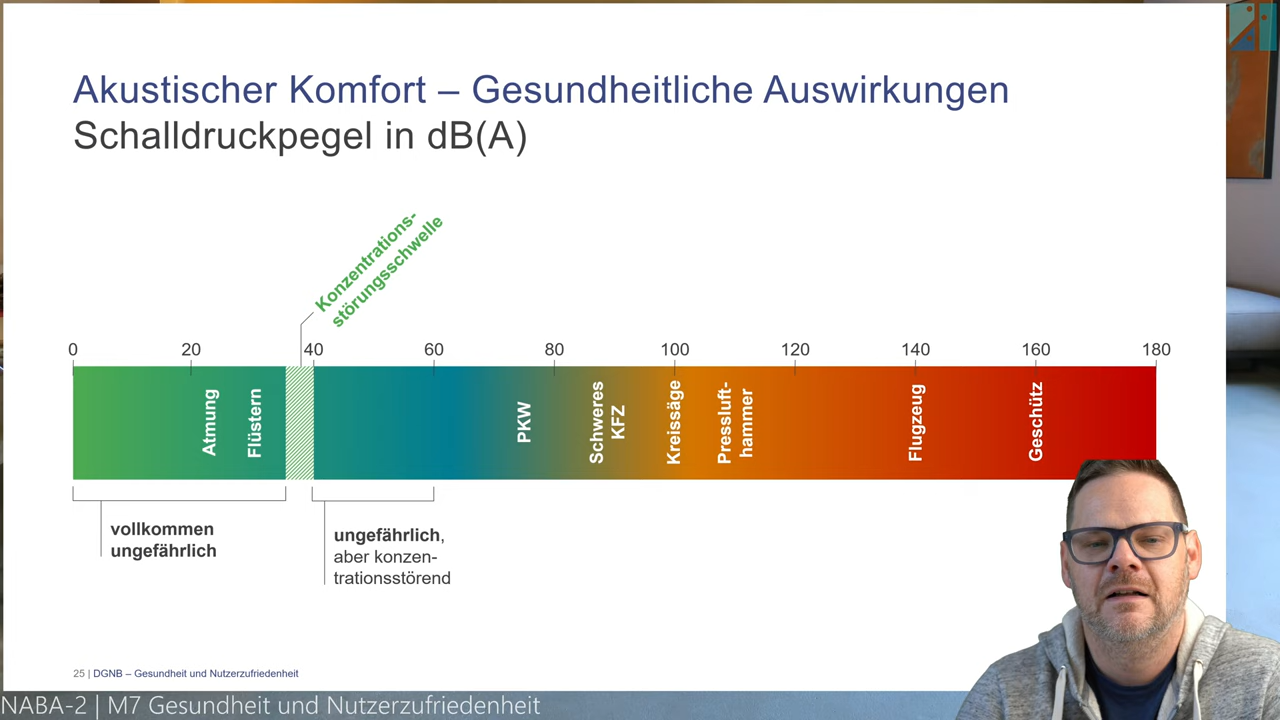 Akustischer Komfort – Gesundheitliche Auswirkungen
Schalldruckpegel in dB(A)
Konzentrations-
störungsschwelle
0 20 40 60 80 100 120 140 160 180
Atmung
Flüstern
PKW
Schweres
KFZ
Kreissäge
Pressluft-
hammer
Flugzeug
Geschütz
vollkommen
ungefährlich
ungefährlich,
aber konzen-
trationsstörend
25 | DGNB – Gesundheit und Nutzerzufriedenheit
NABA-2 | M7 Gesundheit und Nutzerzufriedenheit